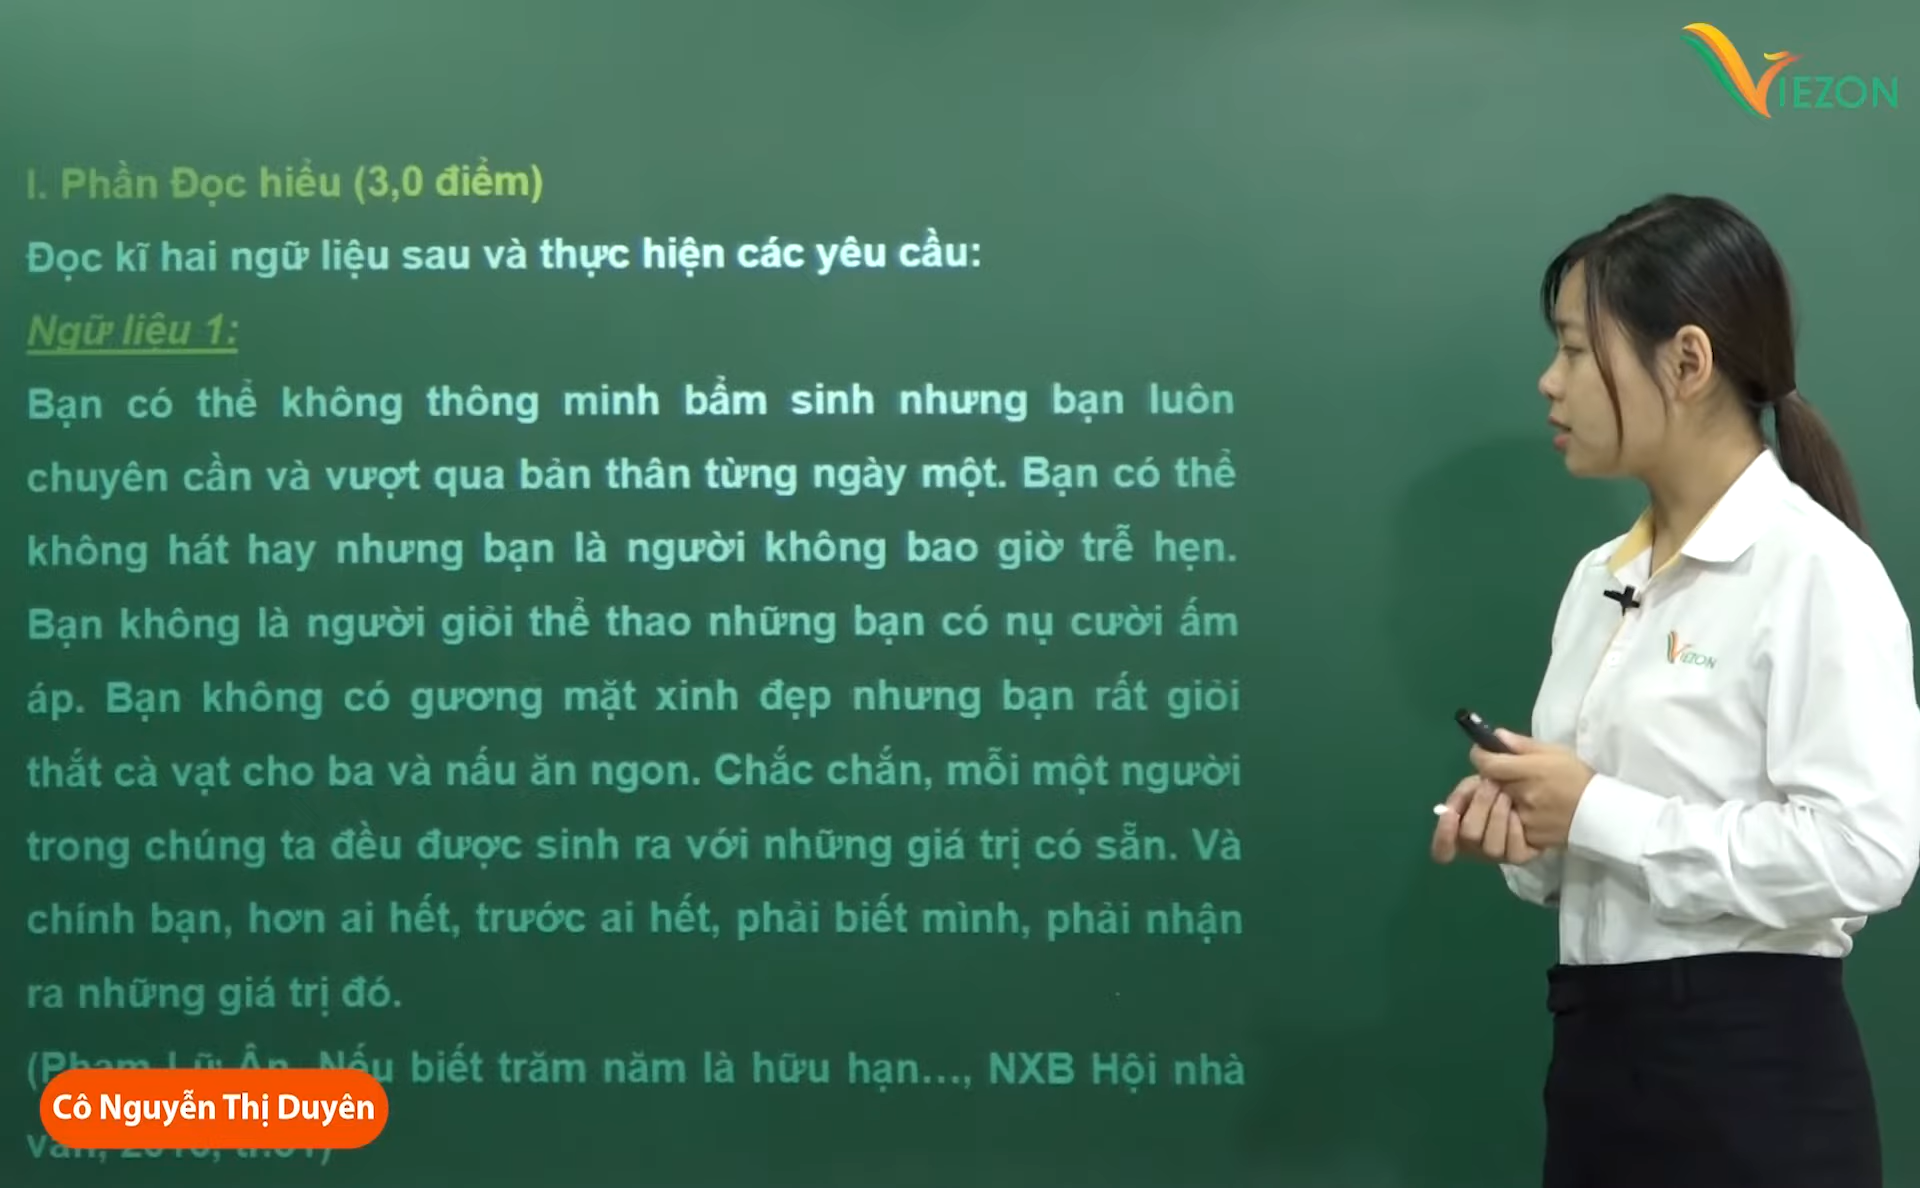 VIEZON
I. Phần Đọc hiểu (3,0 điểm)
Đọc kĩ hai ngữ liệu sau và thực hiện các yêu cầu:
Ngữ liệu 1:
Bạn có thể không thông minh bẩm sinh nhưng bạn luôn
chuyên cần và vượt qua bản thân từng ngày một. Bạn có thể
không hát hay nhưng bạn là người không bao giờ trễ hẹn.
Bạn không là người giỏi thể thao những bạn có nụ cười ấm
áp. Bạn không có gương mặt xinh đẹp nhưng bạn rất giỏi
thắt cà vạt cho ba và nấu ăn ngon. Chắc chắn, mỗi một người
trong chúng ta đều được sinh ra với những giá trị có sẵn. Và
chính bạn, hơn ai hết, trước ai hết, phải biết mình, phải nhận
ra những giá trị đó.
(Phạm Lữ Ân, Nếu biết trăm năm là hữu hạn..., NXB Hội nhà
Cô Nguyễn Thị Duyên
VIEZON